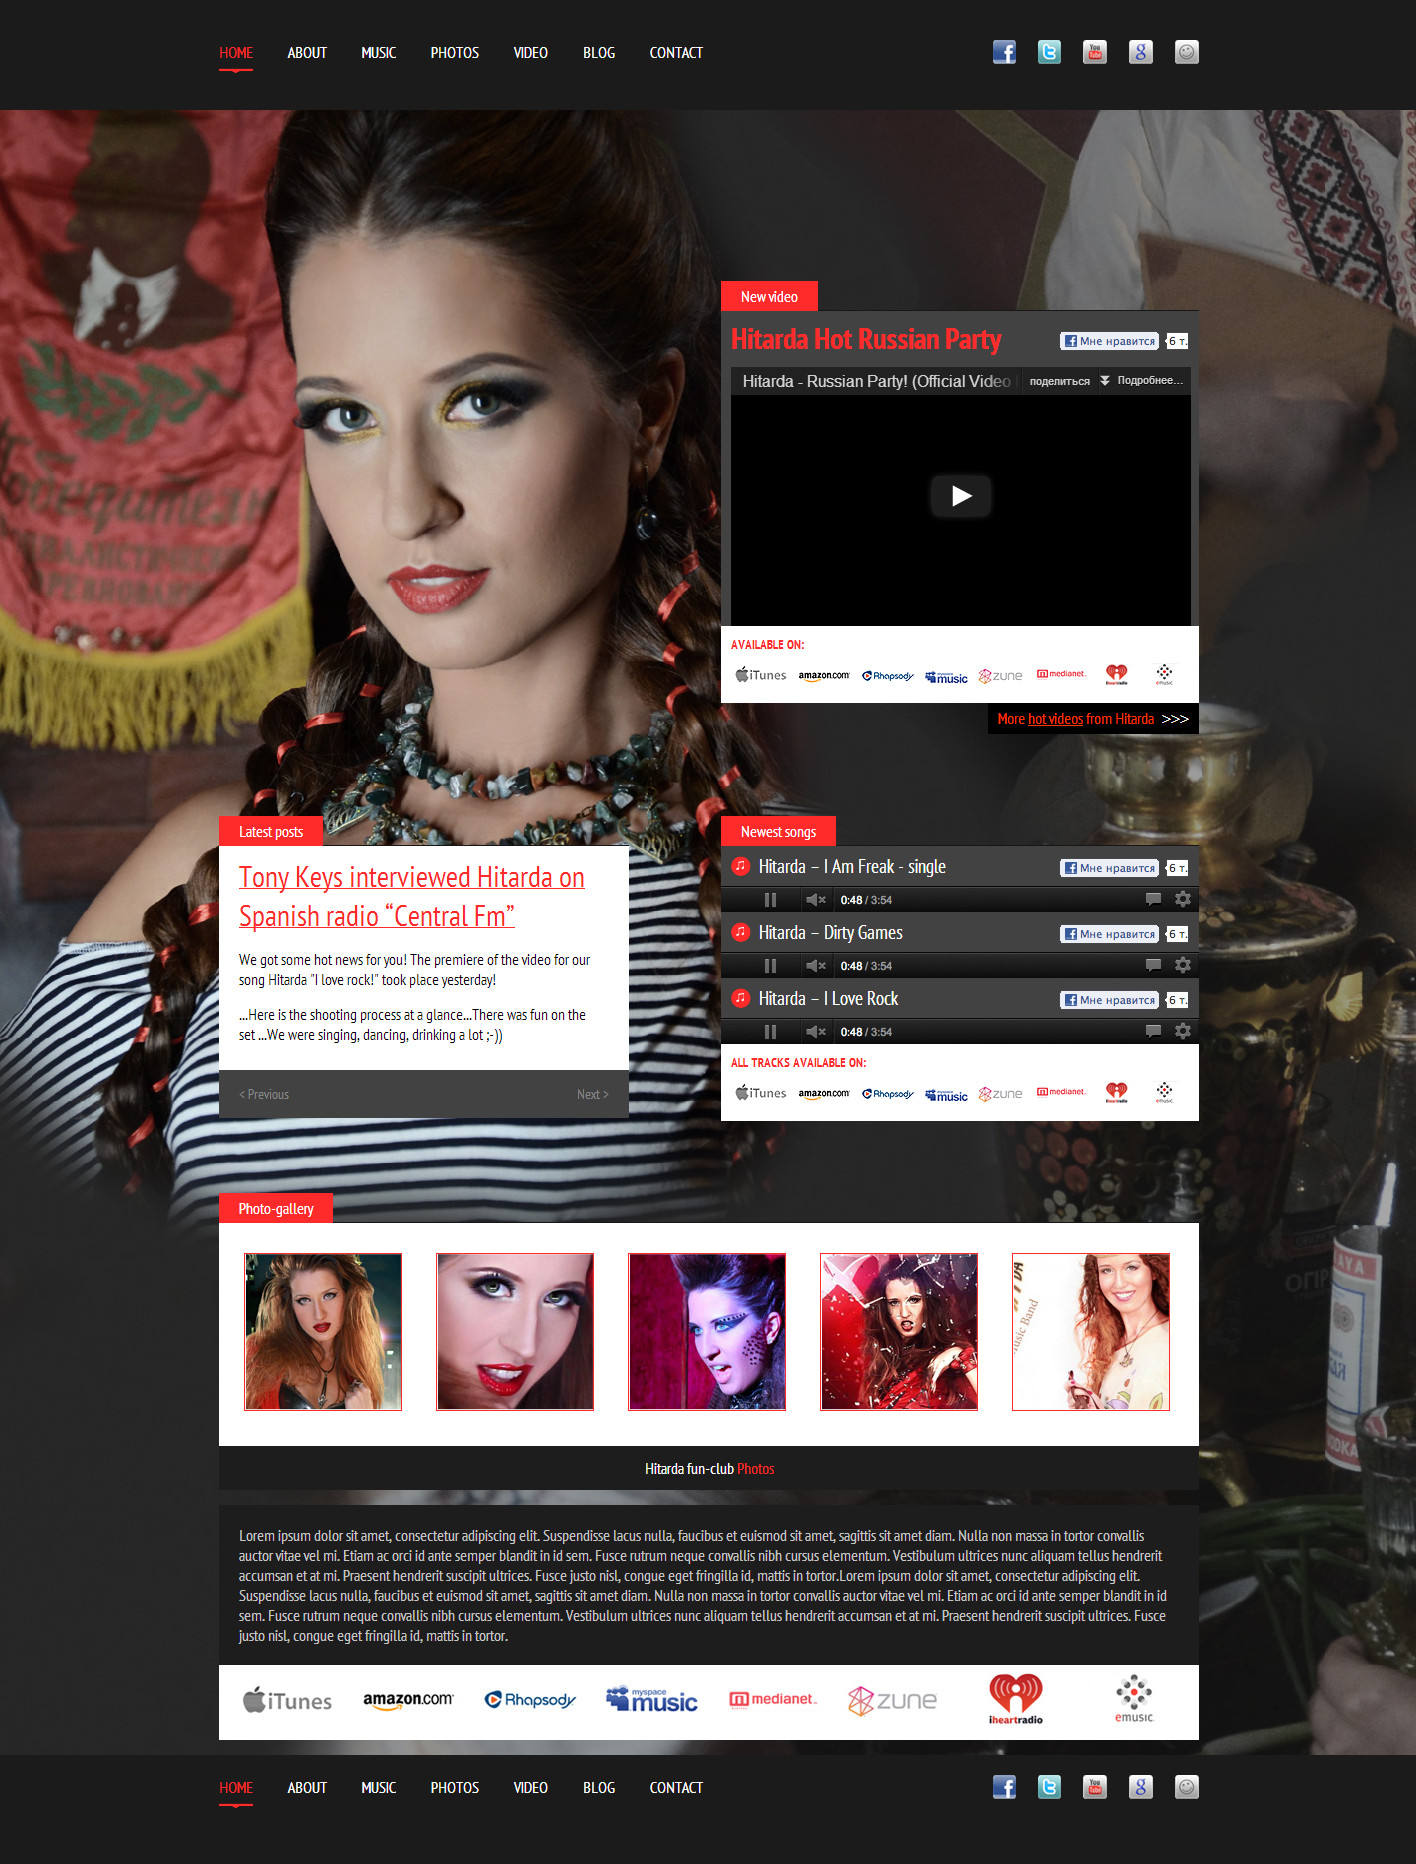 HOME ABOUT MUSIC PHOTOS VIDEO BLOG CONTACT
New video
Hitarda Hot Russian Party
Мне нравится 6 т.
Hitarda - Russian Party! (Official Video
поделиться Подробнее...
AVAILABLE ON:
iTunes amazon.com Rhapsody myspace music zune medianet iheartradio emusic
More hot videos from Hitarda >>>
Latest posts
Tony Keys interviewed Hitarda on
Spanish radio “Central Fm”
We got some hot news for you! The premiere of the video for our
song Hitarda "I love rock!" took place yesterday!
...Here is the shooting process at a glance...There was fun on the
set ...We were singing, dancing, drinking a lot ;-))
< Previous Next >
Newest songs
Hitarda – I Am Freak - single
Мне нравится 6 т.
0:48 / 3:54
Hitarda – Dirty Games
Мне нравится 6 т.
0:48 / 3:54
Hitarda – I Love Rock
Мне нравится 6 т.
0:48 / 3:54
ALL TRACKS AVAILABLE ON:
iTunes amazon.com Rhapsody myspace music zune medianet iheartradio emusic
Photo-gallery
Hitarda fun-club Photos
Lorem ipsum dolor sit amet, consectetur adipiscing elit. Suspendisse lacus nulla, faucibus et euismod sit amet, sagittis sit amet diam. Nulla non massa in tortor convallis
auctor vitae vel mi. Etiam ac orci id ante semper blandit in id sem. Fusce rutrum neque convallis nibh cursus elementum. Vestibulum ultrices nunc aliquam tellus hendrerit
accumsan et at mi. Praesent hendrerit suscipit ultrices. Fusce justo nisl, congue eget fringilla id, mattis in tortor.Lorem ipsum dolor sit amet, consectetur adipiscing elit.
Suspendisse lacus nulla, faucibus et euismod sit amet, sagittis sit amet diam. Nulla non massa in tortor convallis auctor vitae vel mi. Etiam ac orci id ante semper blandit in id
sem. Fusce rutrum neque convallis nibh cursus elementum. Vestibulum ultrices nunc aliquam tellus hendrerit accumsan et at mi. Praesent hendrerit suscipit ultrices. Fusce
justo nisl, congue eget fringilla id, mattis in tortor.
iTunes amazon.com Rhapsody myspace music medianet zune iheartradio emusic
HOME ABOUT MUSIC PHOTOS VIDEO BLOG CONTACT